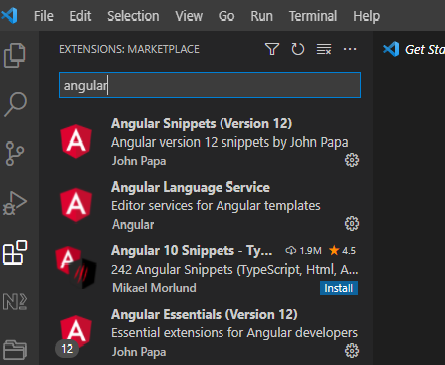 File Edit Selection View Go Run Terminal Help
EXTENSIONS: MARKETPLACE
Get Sta
angular
Angular Snippets (Version 12)
Angular version 12 snippets by John Papa
John Papa
Angular Language Service
Editor services for Angular templates
Angular
Angular 10 Snippets - Ty... 1.9M 4.5
242 Angular Snippets (TypeScript, Html, A...
Mikael Morlund Install
Angular Essentials (Version 12)
Essential extensions for Angular developers
12 John Papa